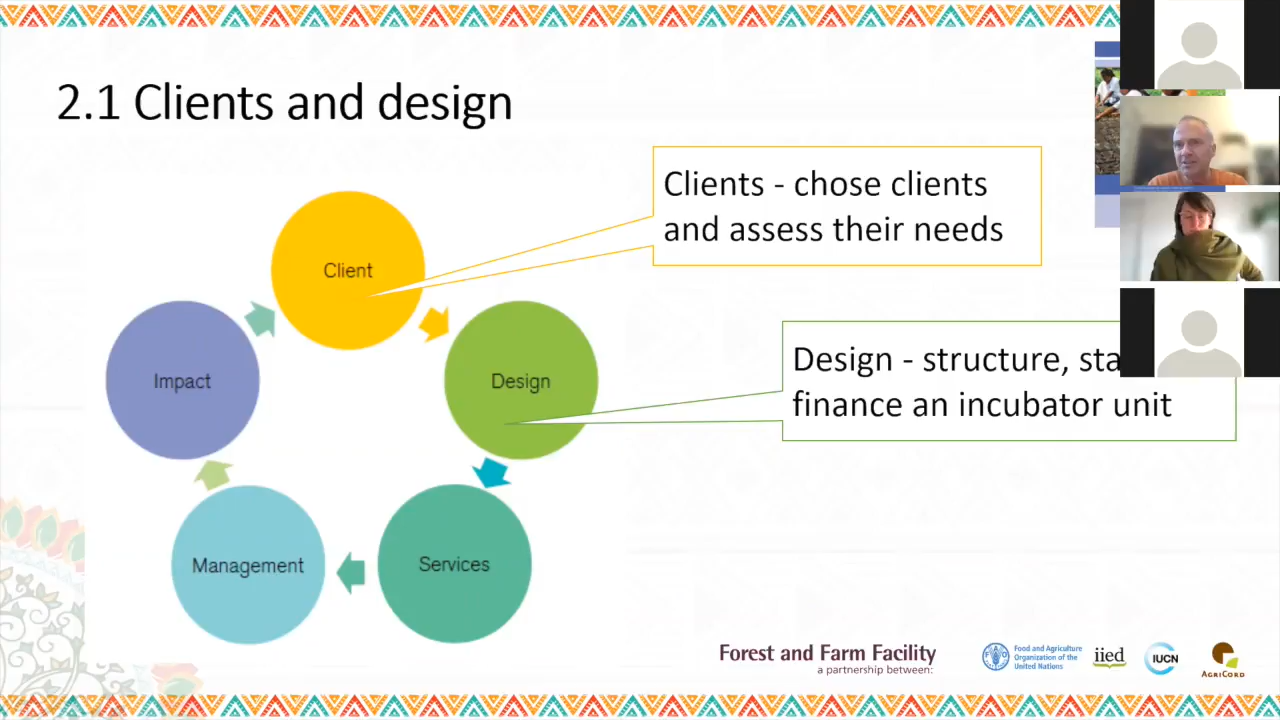 2.1 Clients and design
Clients - chose clients
and assess their needs
Client
Impact
Design
Design - structure,
finance an incubator unit
Management
Services
Forest and Farm Facility
a partnership between:
Food and Agriculture
Organization of the
United Nations
iied
IUCN
AGRICORD